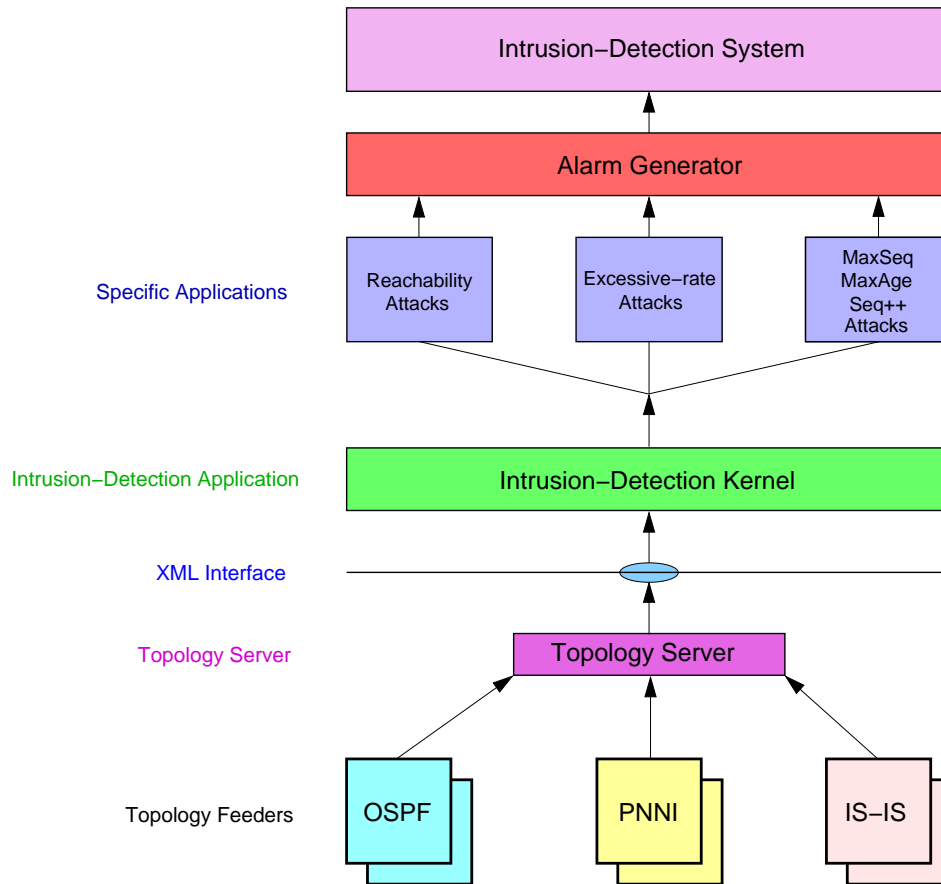 Intrusion−Detection System
Alarm Generator
Specific Applications
Reachability
Attacks
Excessive−rate
Attacks
MaxSeq
MaxAge
Seq++
Attacks
Intrusion−Detection Application
Intrusion−Detection Kernel
XML Interface
Topology Server
Topology Server
Topology Feeders
OSPF
PNNI
IS−IS